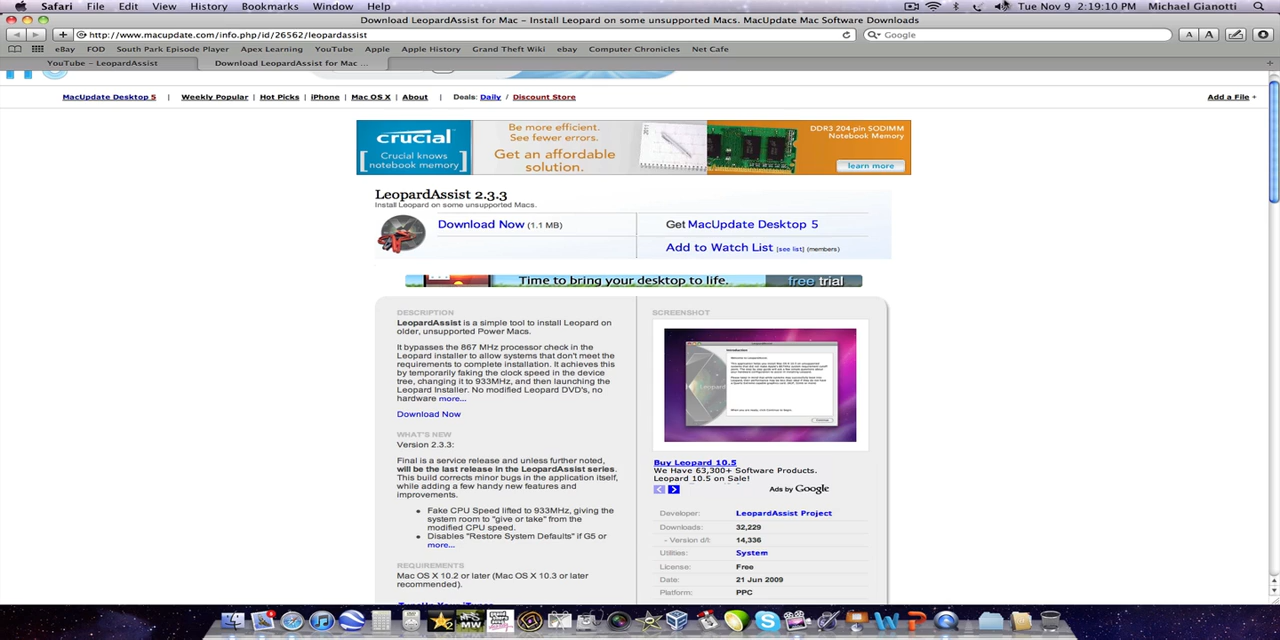 Safari File Edit View History Bookmarks Window Help Tue Nov 9 2:19:10 PM Michael Gianotti
Download LeopardAssist for Mac - Install Leopard on some unsupported Macs. MacUpdate Mac Software Downloads
http://www.macupdate.com/info.php/id/26562/leopardassist
Google
A A
eBay FOD South Park Episode Player Apex Learning YouTube Apple Apple History Grand Theft Wiki ebay Computer Chronicles Net Cafe
YouTube - LeopardAssist Download LeopardAssist for Mac ...
MacUpdate Desktop 5 | Weekly Popular | Hot Picks | iPhone | Mac OS X | About | Deals: Daily / Discount Store Add a File +
crucial
Crucial knows
notebook memory
Be more efficient.
See fewer errors.
Get an affordable
solution.
2011
DDR3 204-pin SODIMM
Notebook Memory
learn more
LeopardAssist 2.3.3
Install Leopard on some unsupported Macs.
Download Now (1.1 MB)
Get MacUpdate Desktop 5
Add to Watch List [see list] (members)
Time to bring your desktop to life. free trial
DESCRIPTION
LeopardAssist is a simple tool to install Leopard on
older, unsupported Power Macs.
It bypasses the 867 MHz processor check in the
Leopard installer to allow systems that don't meet the
requirements to complete installation. It achieves this
by temporarily faking the clock speed in the device
tree, changing it to 933MHz, and then launching the
Leopard Installer. No modified Leopard DVD's, no
hardware more...
Download Now
WHAT'S NEW
Version 2.3.3:
Final is a service release and unless further noted,
will be the last release in the LeopardAssist series.
This build corrects minor bugs in the application itself,
while adding a few handy new features and
improvements.
• Fake CPU Speed lifted to 933MHz, giving the
system room to "give or take" from the
modified CPU speed.
• Disables "Restore System Defaults" if G5 or
more...
REQUIREMENTS
Mac OS X 10.2 or later (Mac OS X 10.3 or later
recommended).
SCREENSHOT
Introduction
Buy Leopard 10.5
We Have 63,300+ Software Products.
Leopard 10.5 on Sale!
Ads by Google
Developer: LeopardAssist Project
Downloads: 32,229
- Version d/l: 14,336
Utilities: System
License: Free
Date: 21 Jun 2009
Platform: PPC